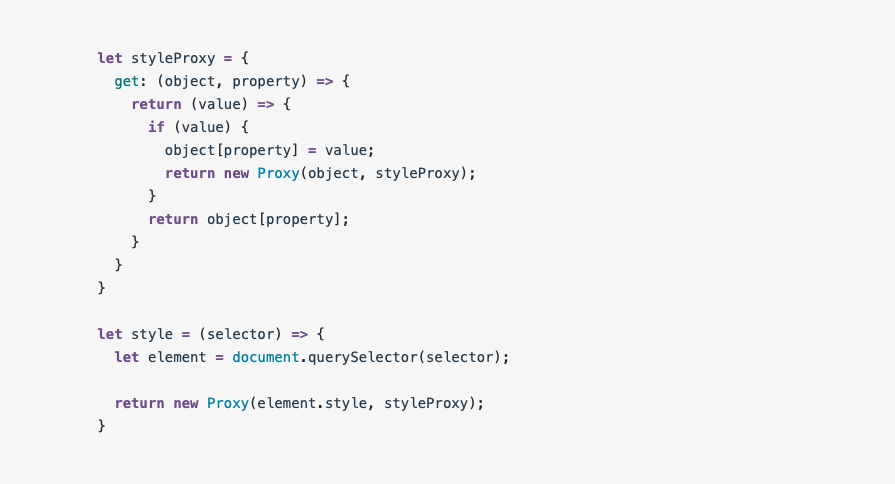 let styleProxy = {
  get: (object, property) => {
    return (value) => {
      if (value) {
        object[property] = value;
        return new Proxy(object, styleProxy);
      }
      return object[property];
    }
  }
}

let style = (selector) => {
  let element = document.querySelector(selector);

  return new Proxy(element.style, styleProxy);
}